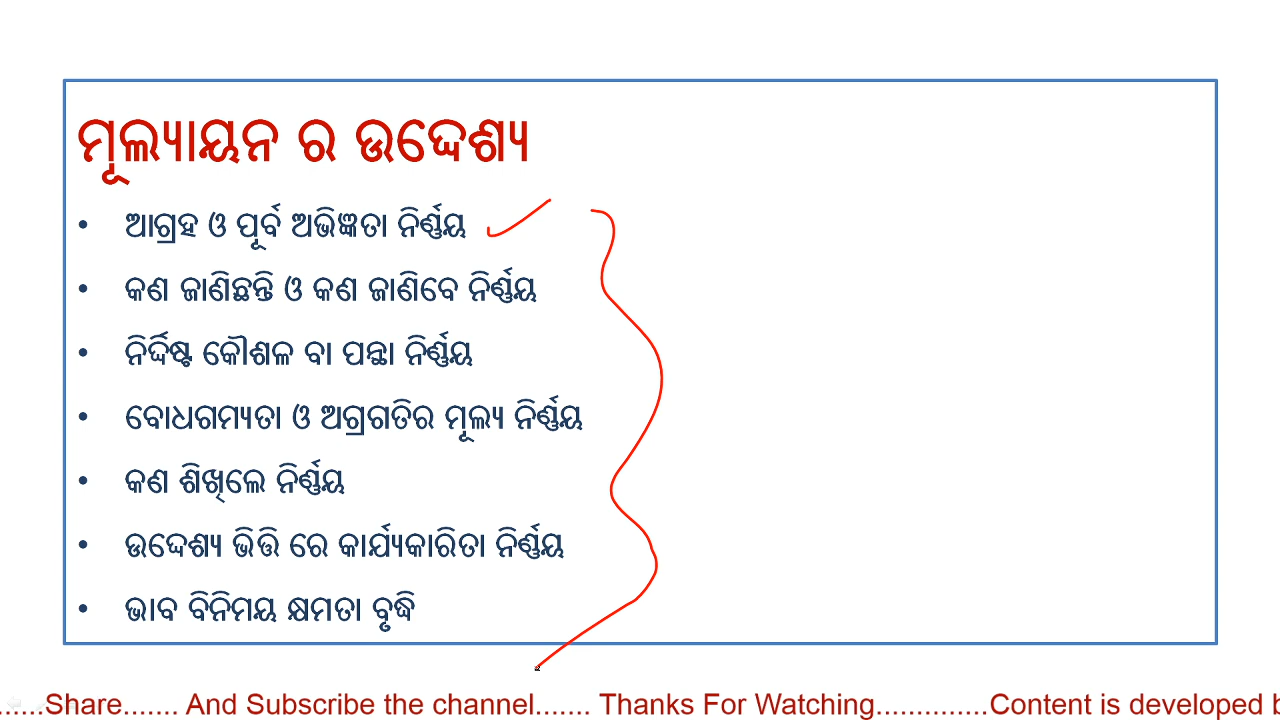 ମୂଲ୍ୟାୟନ ର ଉଦ୍ଦେଶ୍ୟ
• ଆଗ୍ରହ ଓ ପୂର୍ବ ଅଭିଜ୍ଞତା ନିର୍ଣ୍ଣୟ
• କଣ ଜାଣିଛନ୍ତି ଓ କଣ ଜାଣିବେ ନିର୍ଣ୍ଣୟ
• ନିର୍ଦ୍ଦିଷ୍ଟ କୌଶଳ ବା ପନ୍ଥା ନିର୍ଣ୍ଣୟ
• ବୋଧଗମ୍ୟତା ଓ ଅଗ୍ରଗତିର ମୂଲ୍ୟ ନିର୍ଣ୍ଣୟ
• କଣ ଶିଖିଲେ ନିର୍ଣ୍ଣୟ
• ଉଦ୍ଦେଶ୍ୟ ଭିତ୍ତି ରେ କାର୍ଯ୍ୟକାରିତା ନିର୍ଣ୍ଣୟ
• ଭାବ ବିନିମୟ କ୍ଷମତା ବୃଦ୍ଧି
......Share....... And Subscribe the channel....... Thanks For Watching..............Content is developed b